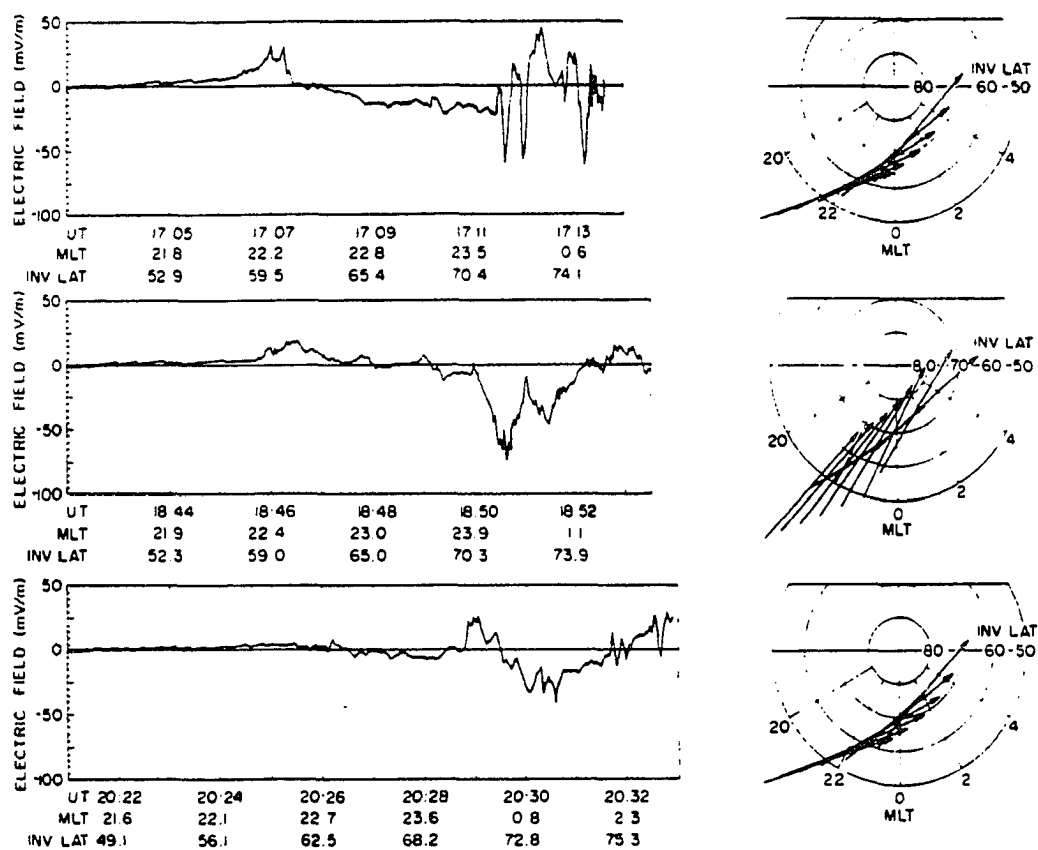 ELECTRIC FIELD (mV/m)
50
0
-50
-100
UT 17 05 17 07 17 09 17 11 17 13
MLT 21 8 22 2 22 8 23 5 0 6
INV LAT 52 9 59 5 65 4 70 4 74 1
INV LAT
80 60 -50
20 4
22 2
0
MLT
ELECTRIC FIELD (mV/m)
50
0
-50
-100
UT 18 44 18 46 18 48 18 50 18 52
MLT 21 9 22 4 23 0 23 9 1 1
INV LAT 52 3 59 0 65 0 70 3 73 9
INV LAT
80 -70 -60 -50
20 4
2
0
MLT
ELECTRIC FIELD (mV/m)
50
0
-50
-100
UT 20:22 20:24 20:26 20:28 20:30 20:32
MLT 21.6 22.1 22 7 23 6 0 8 2 3
INV LAT 49.1 56.1 62.5 68.2 72.8 75 3
INV LAT
80 60 -50
20 4
22 2
0
MLT